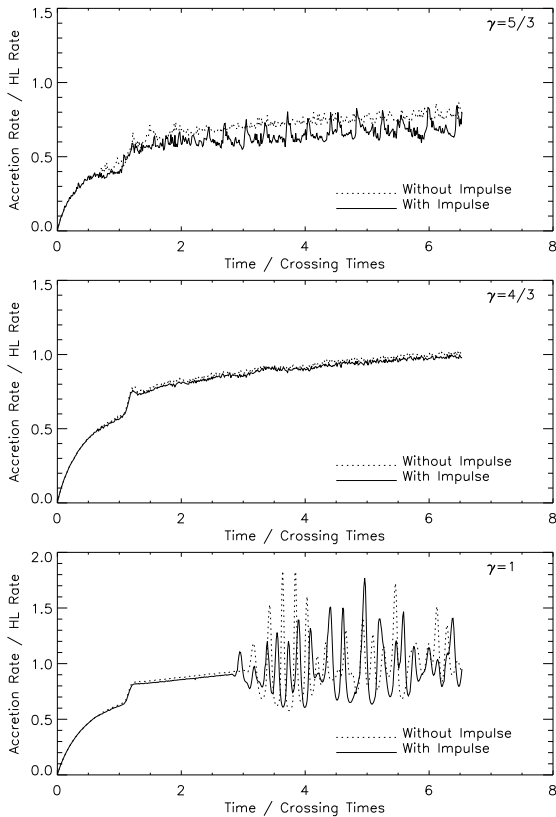 1.5
γ=5/3
1.0
0.5
0.0
Accretion Rate / HL Rate
Without Impulse
With Impulse
0 2 4 6 8
Time / Crossing Times
1.5
γ=4/3
1.0
0.5
0.0
Accretion Rate / HL Rate
Without Impulse
With Impulse
0 2 4 6 8
Time / Crossing Times
2.0
γ=1
1.5
1.0
0.5
0.0
Accretion Rate / HL Rate
Without Impulse
With Impulse
0 2 4 6 8
Time / Crossing Times